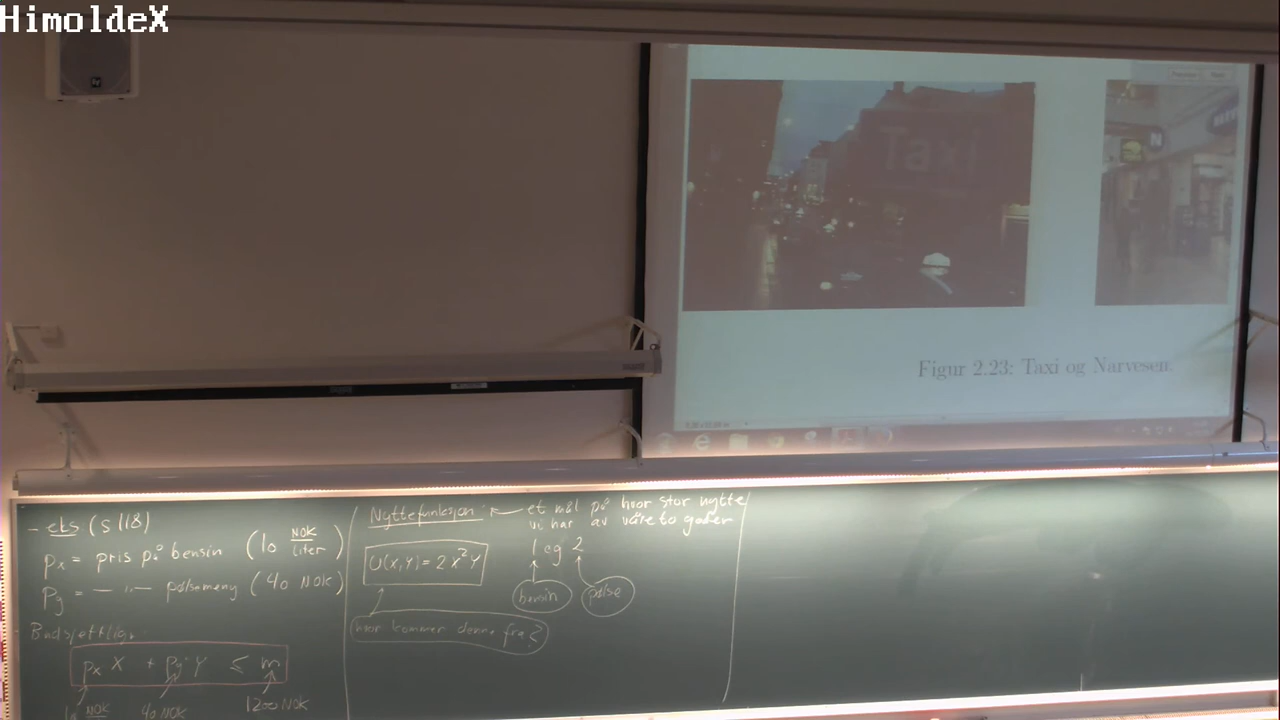 HimoldeX
Taxi
N
Figur 2.23: Taxi og Narvesen.
- eks (s 118)
px = pris på bensin (10 NOK/liter)
py = — " — pølsemeny (40 NOK)
Budsjettlign.
px X + py · Y ≤ m
10 NOK 40 NOK 1200 NOK
Nyttefunksjon: ← et mål på hvor stor nytte
vi har av våre to goder
1 og 2
U(X,Y) = 2X²Y
bensin pølse
hvor kommer denne fra?